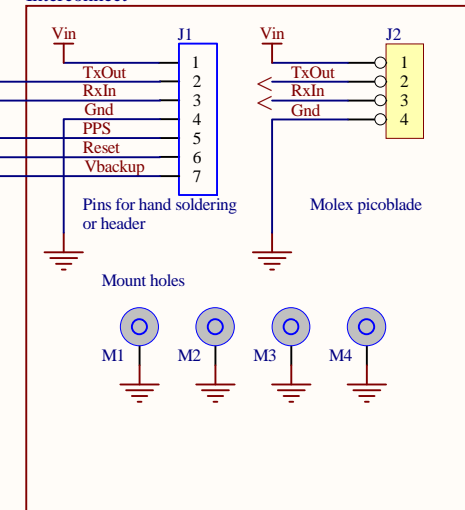 Interconnect
Vin J1 Vin J2
1 1
TxOut 2 TxOut 2
RxIn 3 RxIn 3
Gnd 4 Gnd 4
PPS 5
Reset 6
Vbackup 7
Pins for hand soldering Molex picoblade
or header
Mount holes
M1 M2 M3 M4